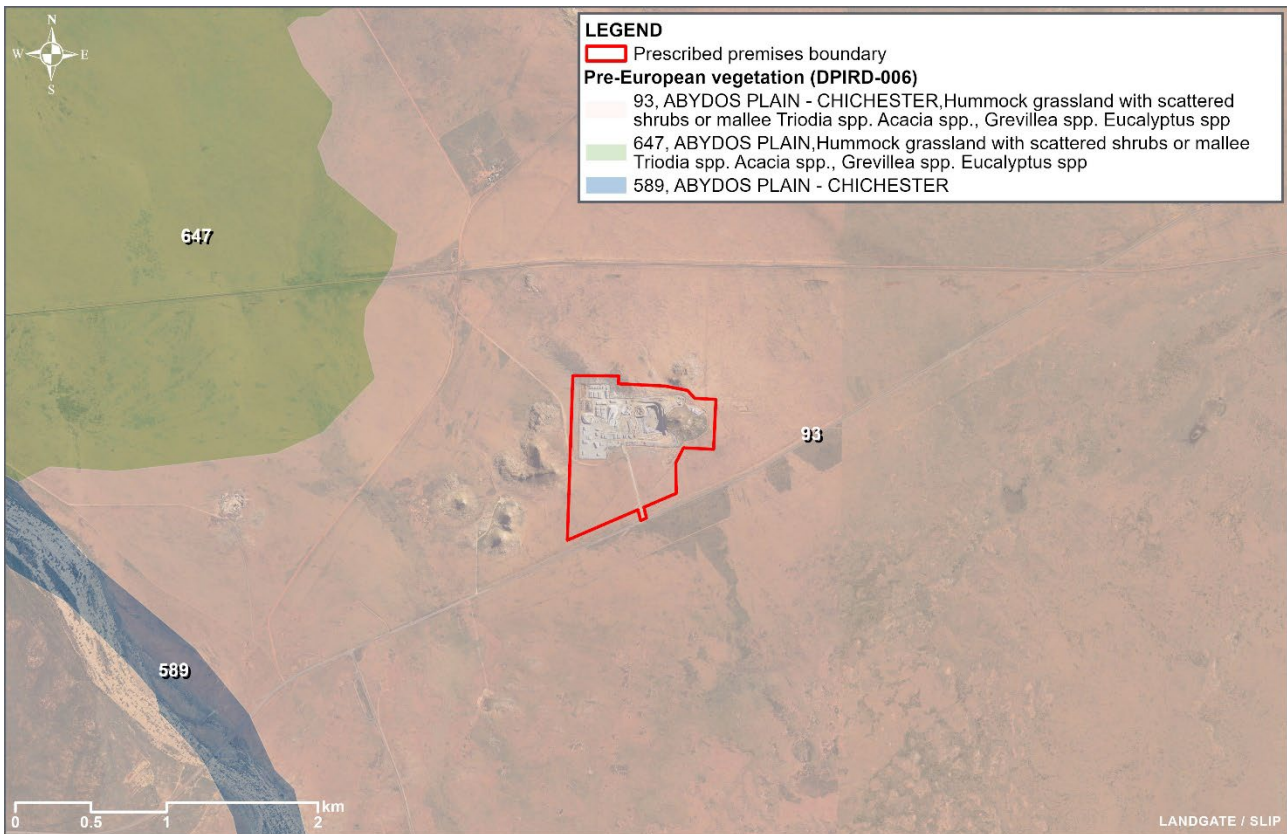 N
W E
S
LEGEND
Prescribed premises boundary
Pre-European vegetation (DPIRD-006)
93, ABYDOS PLAIN - CHICHESTER,Hummock grassland with scattered
shrubs or mallee Triodia spp. Acacia spp., Grevillea spp. Eucalyptus spp
647, ABYDOS PLAIN,Hummock grassland with scattered shrubs or mallee
Triodia spp. Acacia spp., Grevillea spp. Eucalyptus spp
589, ABYDOS PLAIN - CHICHESTER
647
93
589
km
0 0.5 1 2
LANDGATE / SLIP